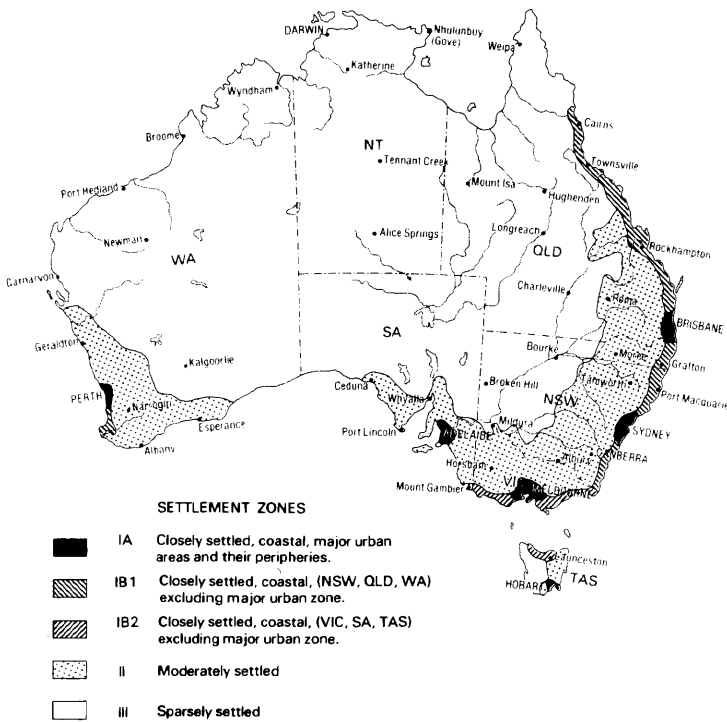 DARWIN
Nhulunbuy
(Gove)
Weipa
Katherine
Wyndham
Cairns
Broome
NT
Tennant Creek
Townsville
Mount Isa
Hughenden
Port Hedland
Newman
Alice Springs
Longreach
QLD
Rockhampton
WA
Carnarvon
Charleville
Roma
SA
BRISBANE
Geraldton
Bourke
Moree
Grafton
Kalgoorlie
Ceduna
Broken Hill
Tamworth
PERTH
Whyalla
NSW
Port Macquarie
Narrogin
Esperance
Port Lincoln
Mildura
SYDNEY
ADELAIDE
Albany
Horsham
Albury
CANBERRA
Mount Gambier
VIC
MELBOURNE
SETTLEMENT ZONES
IA Closely settled, coastal, major urban
areas and their peripheries.
Launceston
TAS
HOBART
IB1 Closely settled, coastal, (NSW, QLD, WA)
excluding major urban zone.
IB2 Closely settled, coastal, (VIC, SA, TAS)
excluding major urban zone.
II Moderately settled
III Sparsely settled